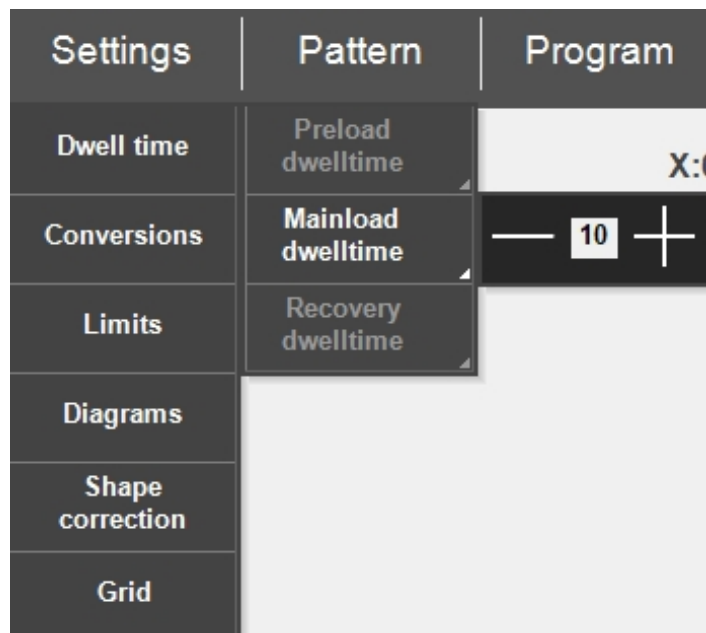 Settings
Pattern
Program
Dwell time
Preload
dwelltime
X:
Conversions
Mainload
dwelltime
10
Limits
Recovery
dwelltime
Diagrams
Shape
correction
Grid